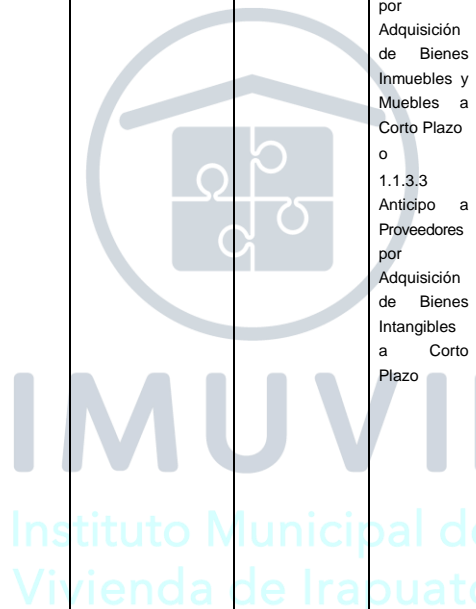 por
Adquisición
de Bienes
Inmuebles y
Muebles a
Corto Plazo
o
1.1.3.3
Anticipo a
Proveedores
por
Adquisición
de Bienes
Intangibles
a Corto
Plazo
IMUVI
Instituto Municipal de
Vivienda de Irapuato